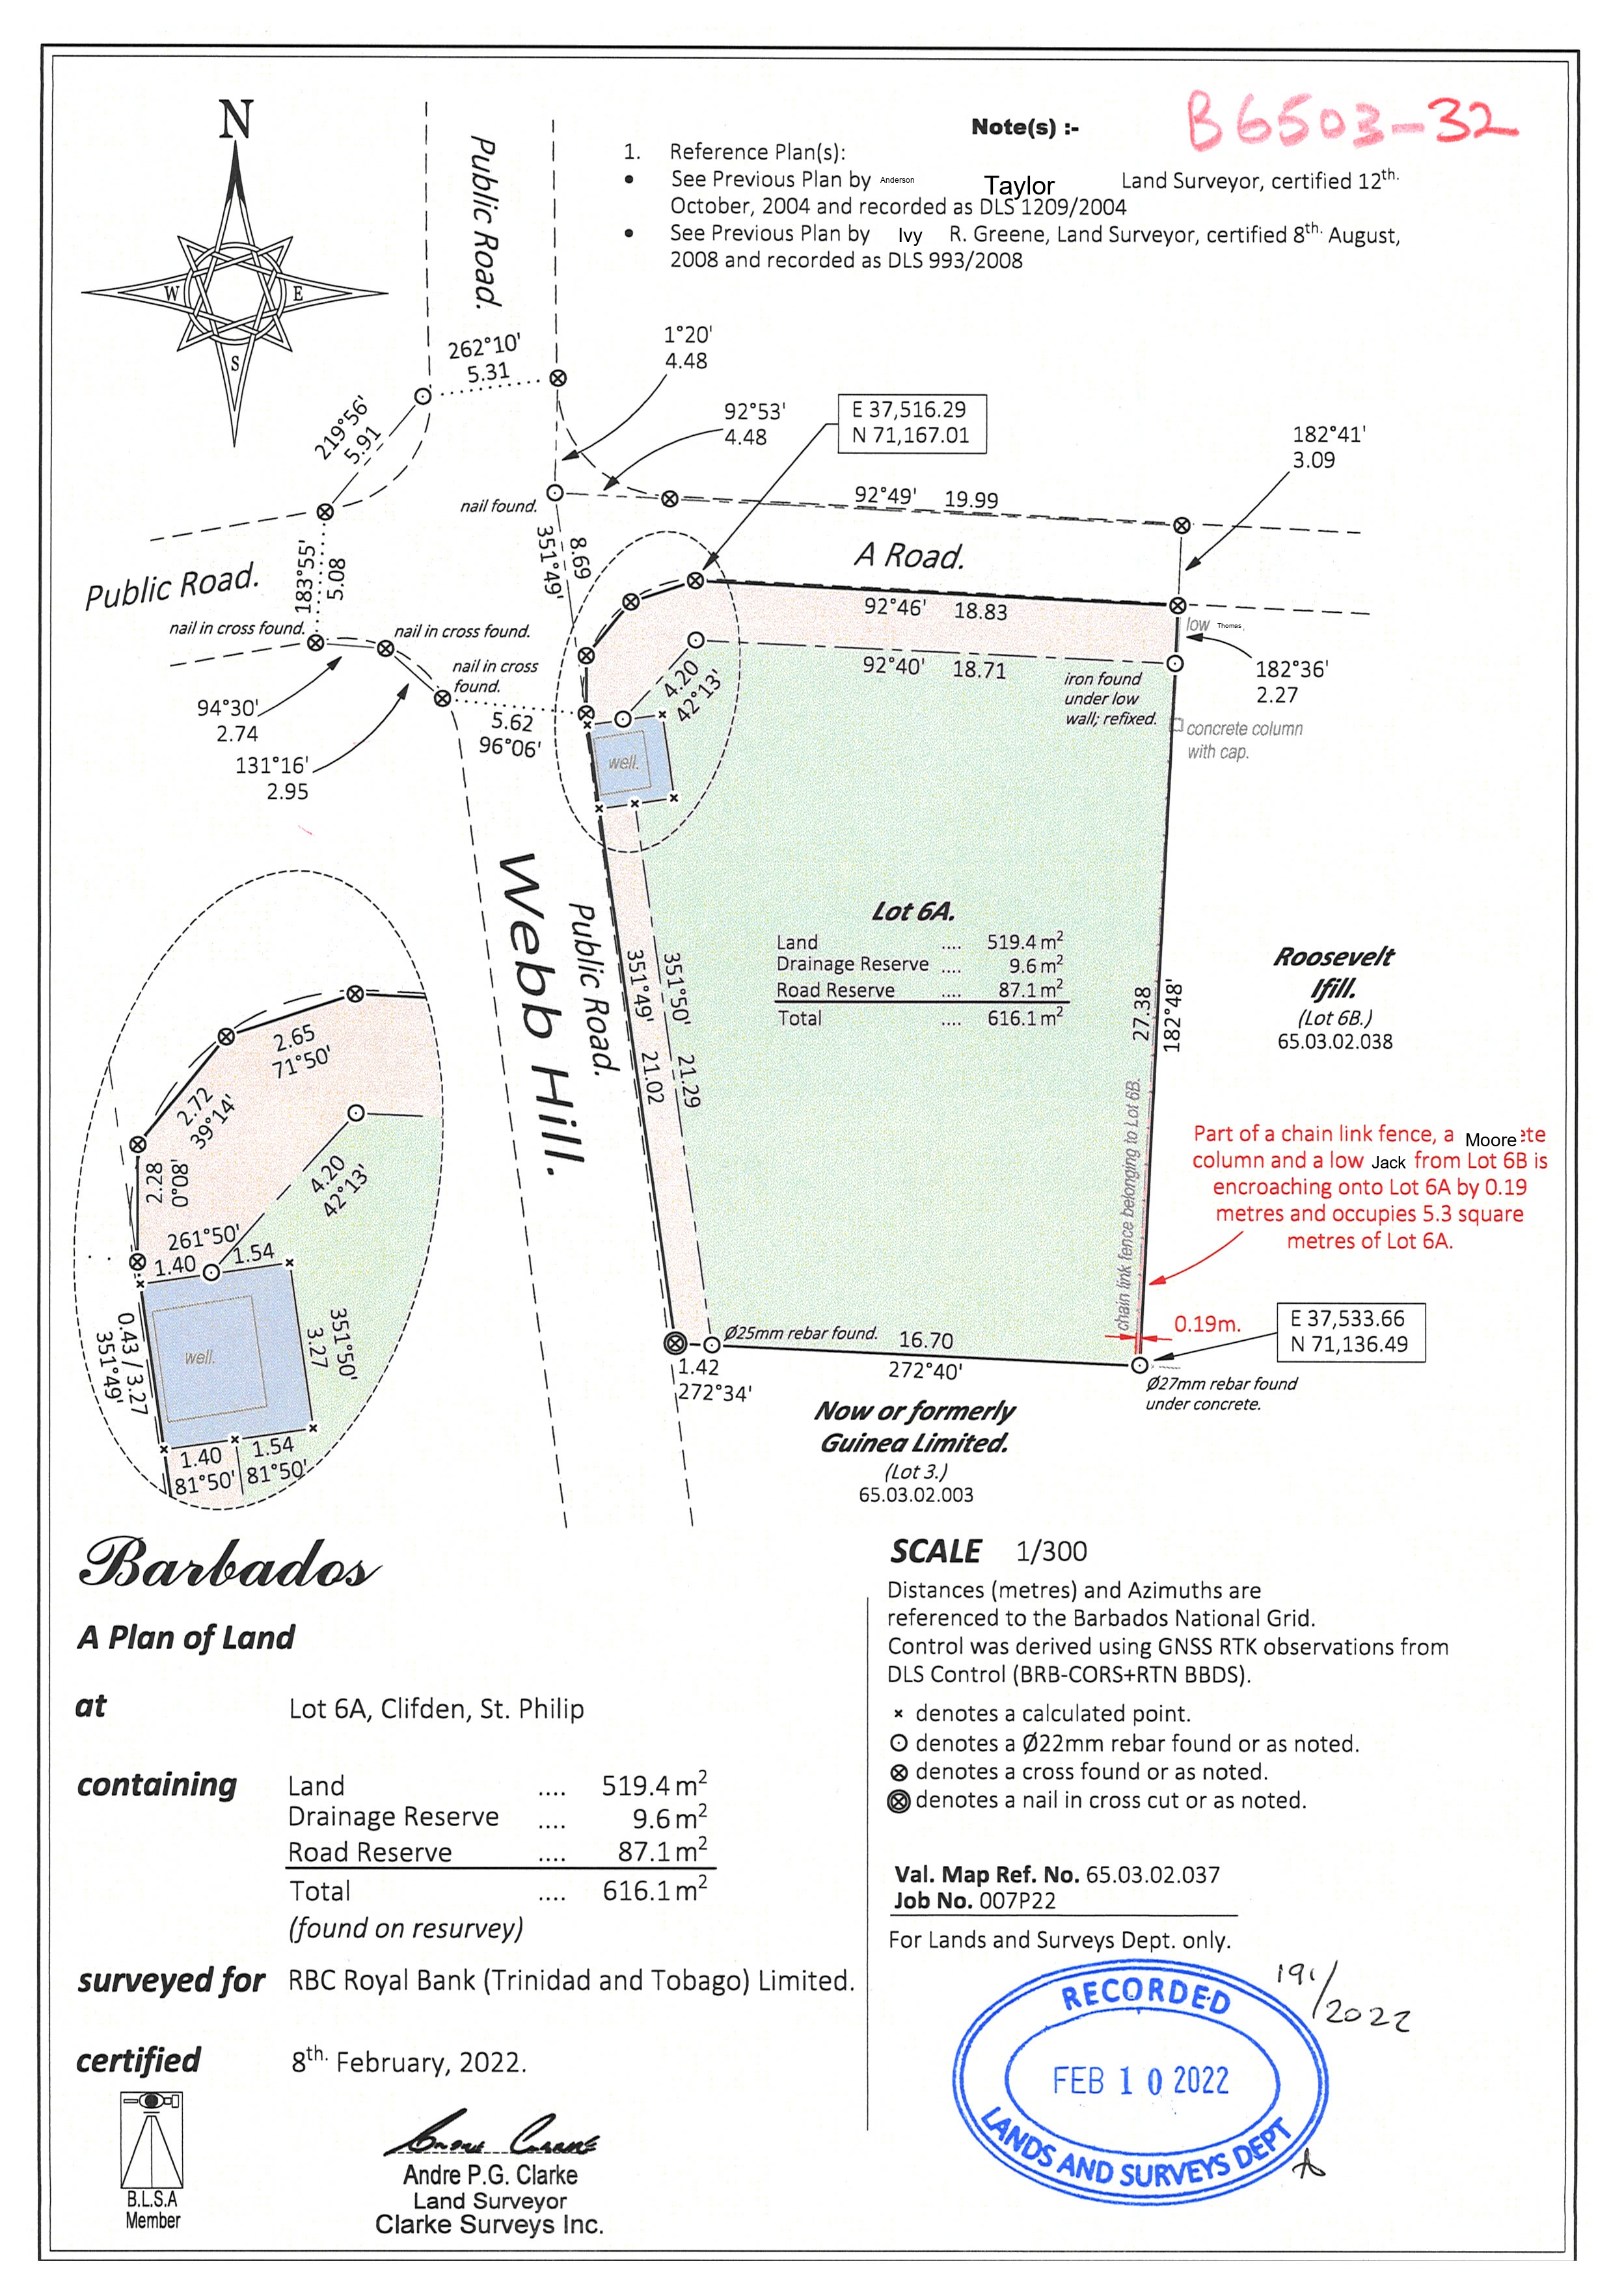 B6503-32
N
W
E
S
Note(s) :-
1. Reference Plan(s):
• See Previous Plan by Anderson Taylor Land Surveyor, certified 12th.
October, 2004 and recorded as DLS 1209/2004
• See Previous Plan by Ivy R. Greene, Land Surveyor, certified 8th. August,
2008 and recorded as DLS 993/2008
Public Road.
262°10'
5.31
1°20'
4.48
92°53'
4.48
E 37,516.29
N 71,167.01
182°41'
3.09
219°56'
5.91
nail found.
92°49' 19.99
A Road.
Public Road.
183°55'
5.08
8.69
351°49'
92°46' 18.83
low Thomas
nail in cross found.
nail in cross found.
nail in cross
found.
92°40' 18.71
182°36'
2.27
4.20
42°13'
iron found
under low
wall; refixed.
concrete column
with cap.
94°30'
2.74
131°16'
2.95
5.62
96°06'
well.
Webb Hill.
Public Road.
351°49'
21.02
351°50'
21.29
Lot 6A.
Land .... 519.4 m2
Drainage Reserve .... 9.6 m2
Road Reserve .... 87.1 m2
Total .... 616.1 m2
27.38
182°48'
Roosevelt
Ifill.
(Lot 6B.)
65.03.02.038
chain link fence belonging to Lot 6B.
Part of a chain link fence, a Moore ete
column and a low Jack from Lot 6B is
encroaching onto Lot 6A by 0.19
metres and occupies 5.3 square
metres of Lot 6A.
0.19m.
E 37,533.66
N 71,136.49
Ø25mm rebar found.
16.70
272°40'
1.42
272°34'
Ø27mm rebar found
under concrete.
Now or formerly
Guinea Limited.
(Lot 3.)
65.03.02.003
2.65
71°50'
2.72
39°14'
2.28
0°08'
4.20
42°13'
261°50'
1.40
1.54
0.43 / 3.27
351°49'
well.
351°50'
3.27
1.40
81°50'
1.54
81°50'
Barbados
A Plan of Land
at Lot 6A, Clifden, St. Philip
containing Land .... 519.4 m2
Drainage Reserve .... 9.6 m2
Road Reserve .... 87.1 m2
Total .... 616.1 m2
(found on resurvey)
surveyed for RBC Royal Bank (Trinidad and Tobago) Limited.
certified 8th. February, 2022.
B.L.S.A
Member
Andre P.G. Clarke
Land Surveyor
Clarke Surveys Inc.
SCALE 1/300
Distances (metres) and Azimuths are
referenced to the Barbados National Grid.
Control was derived using GNSS RTK observations from
DLS Control (BRB-CORS+RTN BBDS).
× denotes a calculated point.
⊙ denotes a Ø22mm rebar found or as noted.
⊗ denotes a cross found or as noted.
denotes a nail in cross cut or as noted.
Val. Map Ref. No. 65.03.02.037
Job No. 007P22
For Lands and Surveys Dept. only.
191/2022
RECORDED
FEB 10 2022
LANDS AND SURVEYS DEPT